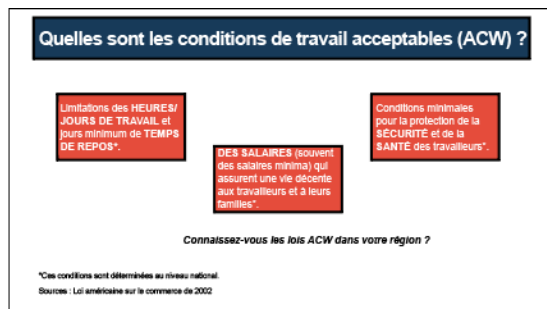 Quelles sont les conditions de travail acceptables (ACW) ?
Limitations des HEURES/
JOURS DE TRAVAIL et
jours minimum de TEMPS
DE REPOS*.
DES SALAIRES (souvent
des salaires minima) qui
assurent une vie décente
aux travailleurs et à leurs
familles*.
Conditions minimales
pour la protection de la
SÉCURITÉ et de la
SANTÉ des travailleurs*.
Connaissez-vous les lois ACW dans votre région ?
*Ces conditions sont déterminées au niveau national.
Sources : Loi américaine sur le commerce de 2002